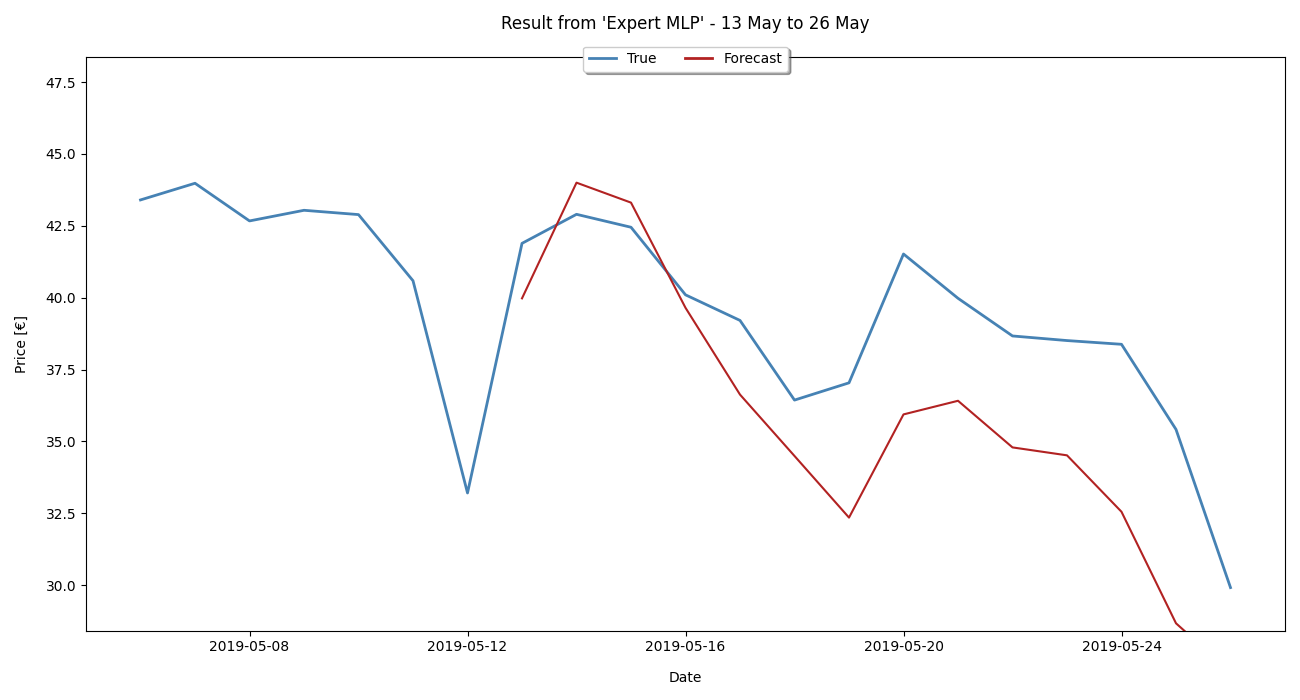 Result from 'Expert MLP' - 13 May to 26 May
True Forecast
47.5
45.0
42.5
40.0
37.5
35.0
32.5
30.0
Price [€]
2019-05-08 2019-05-12 2019-05-16 2019-05-20 2019-05-24
Date